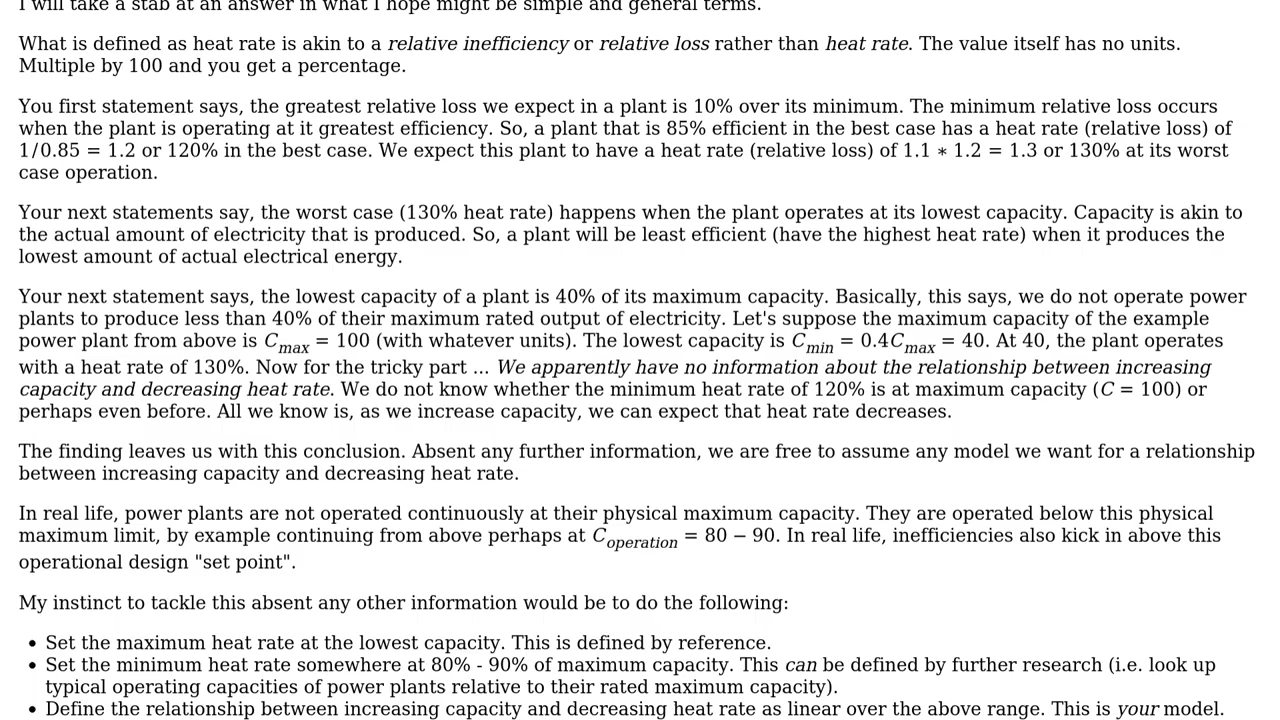 I will take a stab at an answer in what I hope might be simple and general terms.
What is defined as heat rate is akin to a relative inefficiency or relative loss rather than heat rate. The value itself has no units.
Multiple by 100 and you get a percentage.
You first statement says, the greatest relative loss we expect in a plant is 10% over its minimum. The minimum relative loss occurs
when the plant is operating at it greatest efficiency. So, a plant that is 85% efficient in the best case has a heat rate (relative loss) of
1/0.85 = 1.2 or 120% in the best case. We expect this plant to have a heat rate (relative loss) of 1.1 * 1.2 = 1.3 or 130% at its worst
case operation.
Your next statements say, the worst case (130% heat rate) happens when the plant operates at its lowest capacity. Capacity is akin to
the actual amount of electricity that is produced. So, a plant will be least efficient (have the highest heat rate) when it produces the
lowest amount of actual electrical energy.
Your next statement says, the lowest capacity of a plant is 40% of its maximum capacity. Basically, this says, we do not operate power
plants to produce less than 40% of their maximum rated output of electricity. Let's suppose the maximum capacity of the example
power plant from above is C_max = 100 (with whatever units). The lowest capacity is C_min = 0.4C_max = 40. At 40, the plant operates
with a heat rate of 130%. Now for the tricky part ... We apparently have no information about the relationship between increasing
capacity and decreasing heat rate. We do not know whether the minimum heat rate of 120% is at maximum capacity (C = 100) or
perhaps even before. All we know is, as we increase capacity, we can expect that heat rate decreases.
The finding leaves us with this conclusion. Absent any further information, we are free to assume any model we want for a relationship
between increasing capacity and decreasing heat rate.
In real life, power plants are not operated continuously at their physical maximum capacity. They are operated below this physical
maximum limit, by example continuing from above perhaps at C_operation = 80 − 90. In real life, inefficiencies also kick in above this
operational design "set point".
My instinct to tackle this absent any other information would be to do the following:
• Set the maximum heat rate at the lowest capacity. This is defined by reference.
• Set the minimum heat rate somewhere at 80% - 90% of maximum capacity. This can be defined by further research (i.e. look up
typical operating capacities of power plants relative to their rated maximum capacity).
• Define the relationship between increasing capacity and decreasing heat rate as linear over the above range. This is your model.